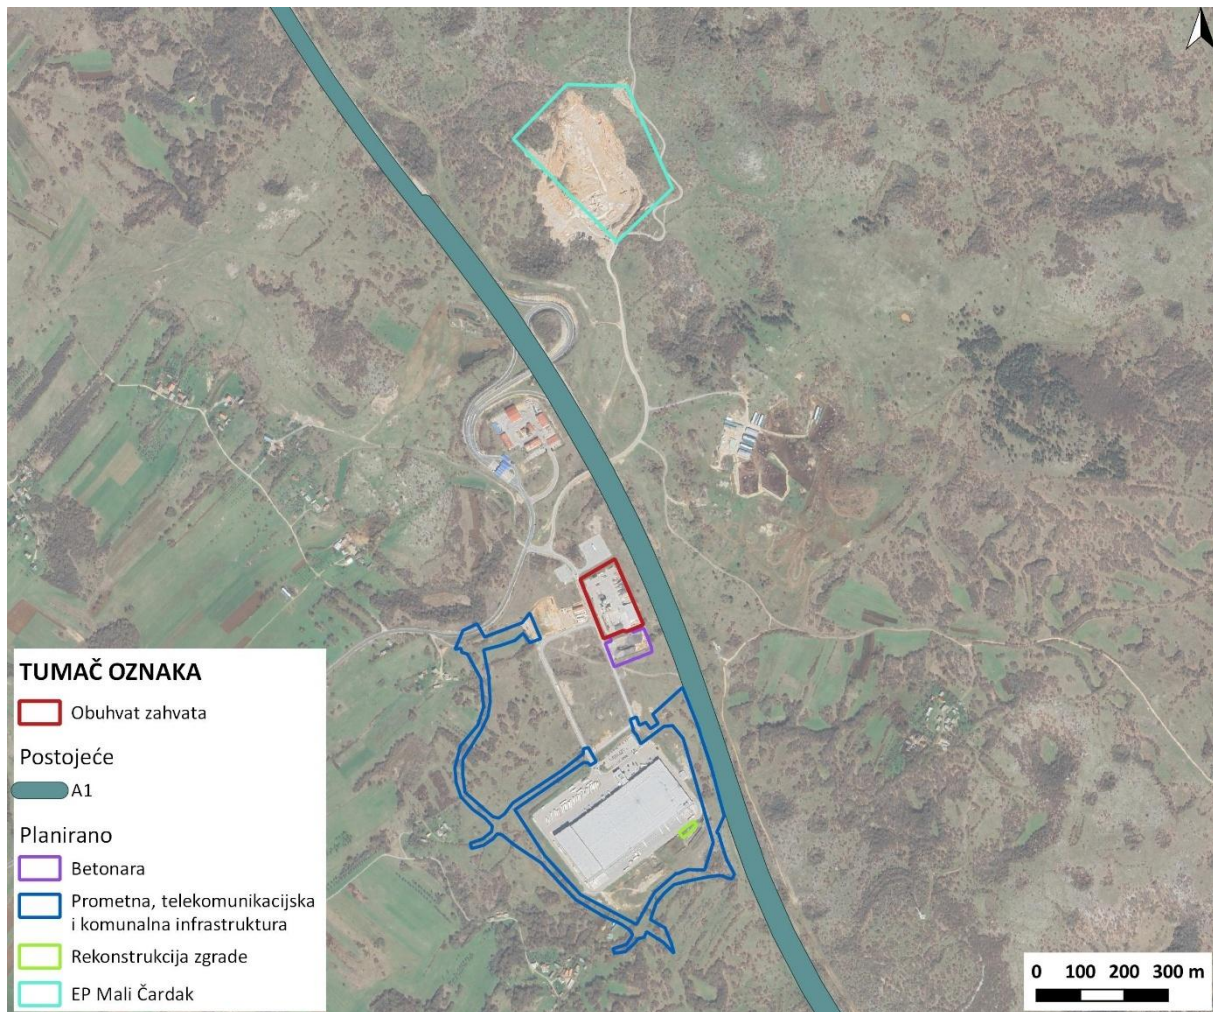 TUMAČ OZNAKA
Obuhvat zahvata
Postojeće
A1
Planirano
Betonara
Prometna, telekomunikacijska
i komunalna infrastruktura
Rekonstrukcija zgrade
EP Mali Čardak
0 100 200 300 m